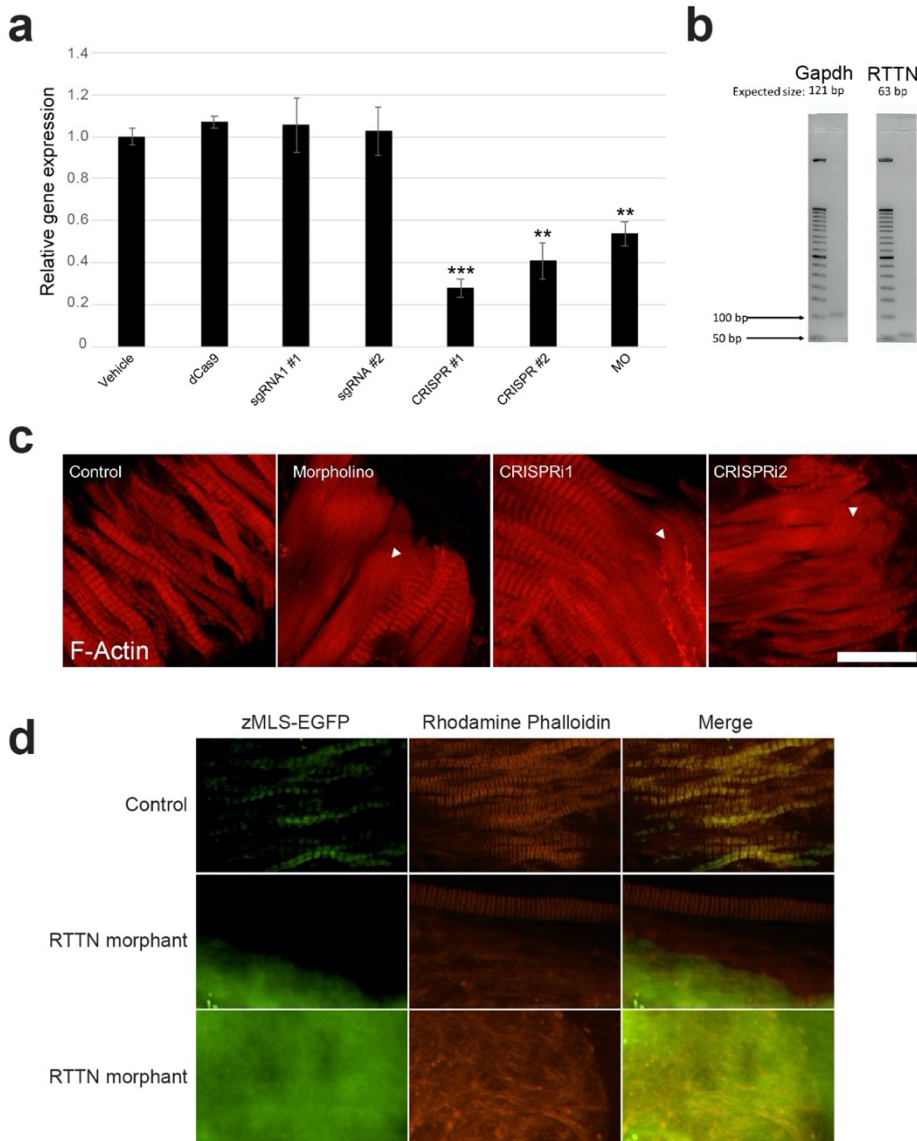 a
1.4
1.2
1.0
0.8
0.6
0.4
0.2
0
Relative gene expression
***
**
**
Vehicle
dCas9
sgRNA1 #1
sgRNA #2
CRISPR #1
CRISPR #2
MO
b
Gapdh RTTN
Expected size: 121 bp 63 bp
100 bp
50 bp
c
Control
Morpholino
CRISPRi1
CRISPRi2
F-Actin
d
zMLS-EGFP Rhodamine Phalloidin Merge
Control
RTTN morphant
RTTN morphant